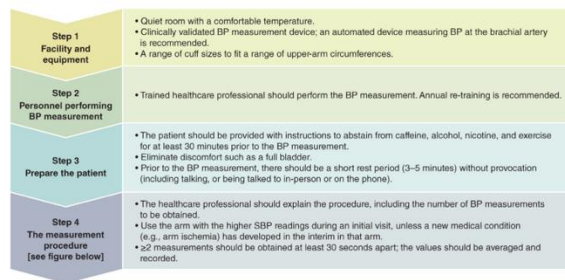 Step 1
Facility and
equipment
• Quiet room with a comfortable temperature.
• Clinically validated BP measurement device; an automated device measuring BP at the brachial artery
is recommended.
• A range of cuff sizes to fit a range of upper-arm circumferences.
Step 2
Personnel performing
BP measurement
• Trained healthcare professional should perform the BP measurement. Annual re-training is recommended.
Step 3
Prepare the patient
• The patient should be provided with instructions to abstain from caffeine, alcohol, nicotine, and exercise
for at least 30 minutes prior to the BP measurement.
• Eliminate discomfort such as a full bladder.
• Prior to the BP measurement, there should be a short rest period (3–5 minutes) without provocation
(including talking, or being talked to in-person or on the phone).
Step 4
The measurement
procedure
[see figure below]
• The healthcare professional should explain the procedure, including the number of BP measurements
to be obtained.
• Use the arm with the higher SBP readings during an initial visit, unless a new medical condition
(e.g., arm ischemia) has developed in the interim in that arm.
• ≥2 measurements should be obtained at least 30 seconds apart; the values should be averaged and
recorded.